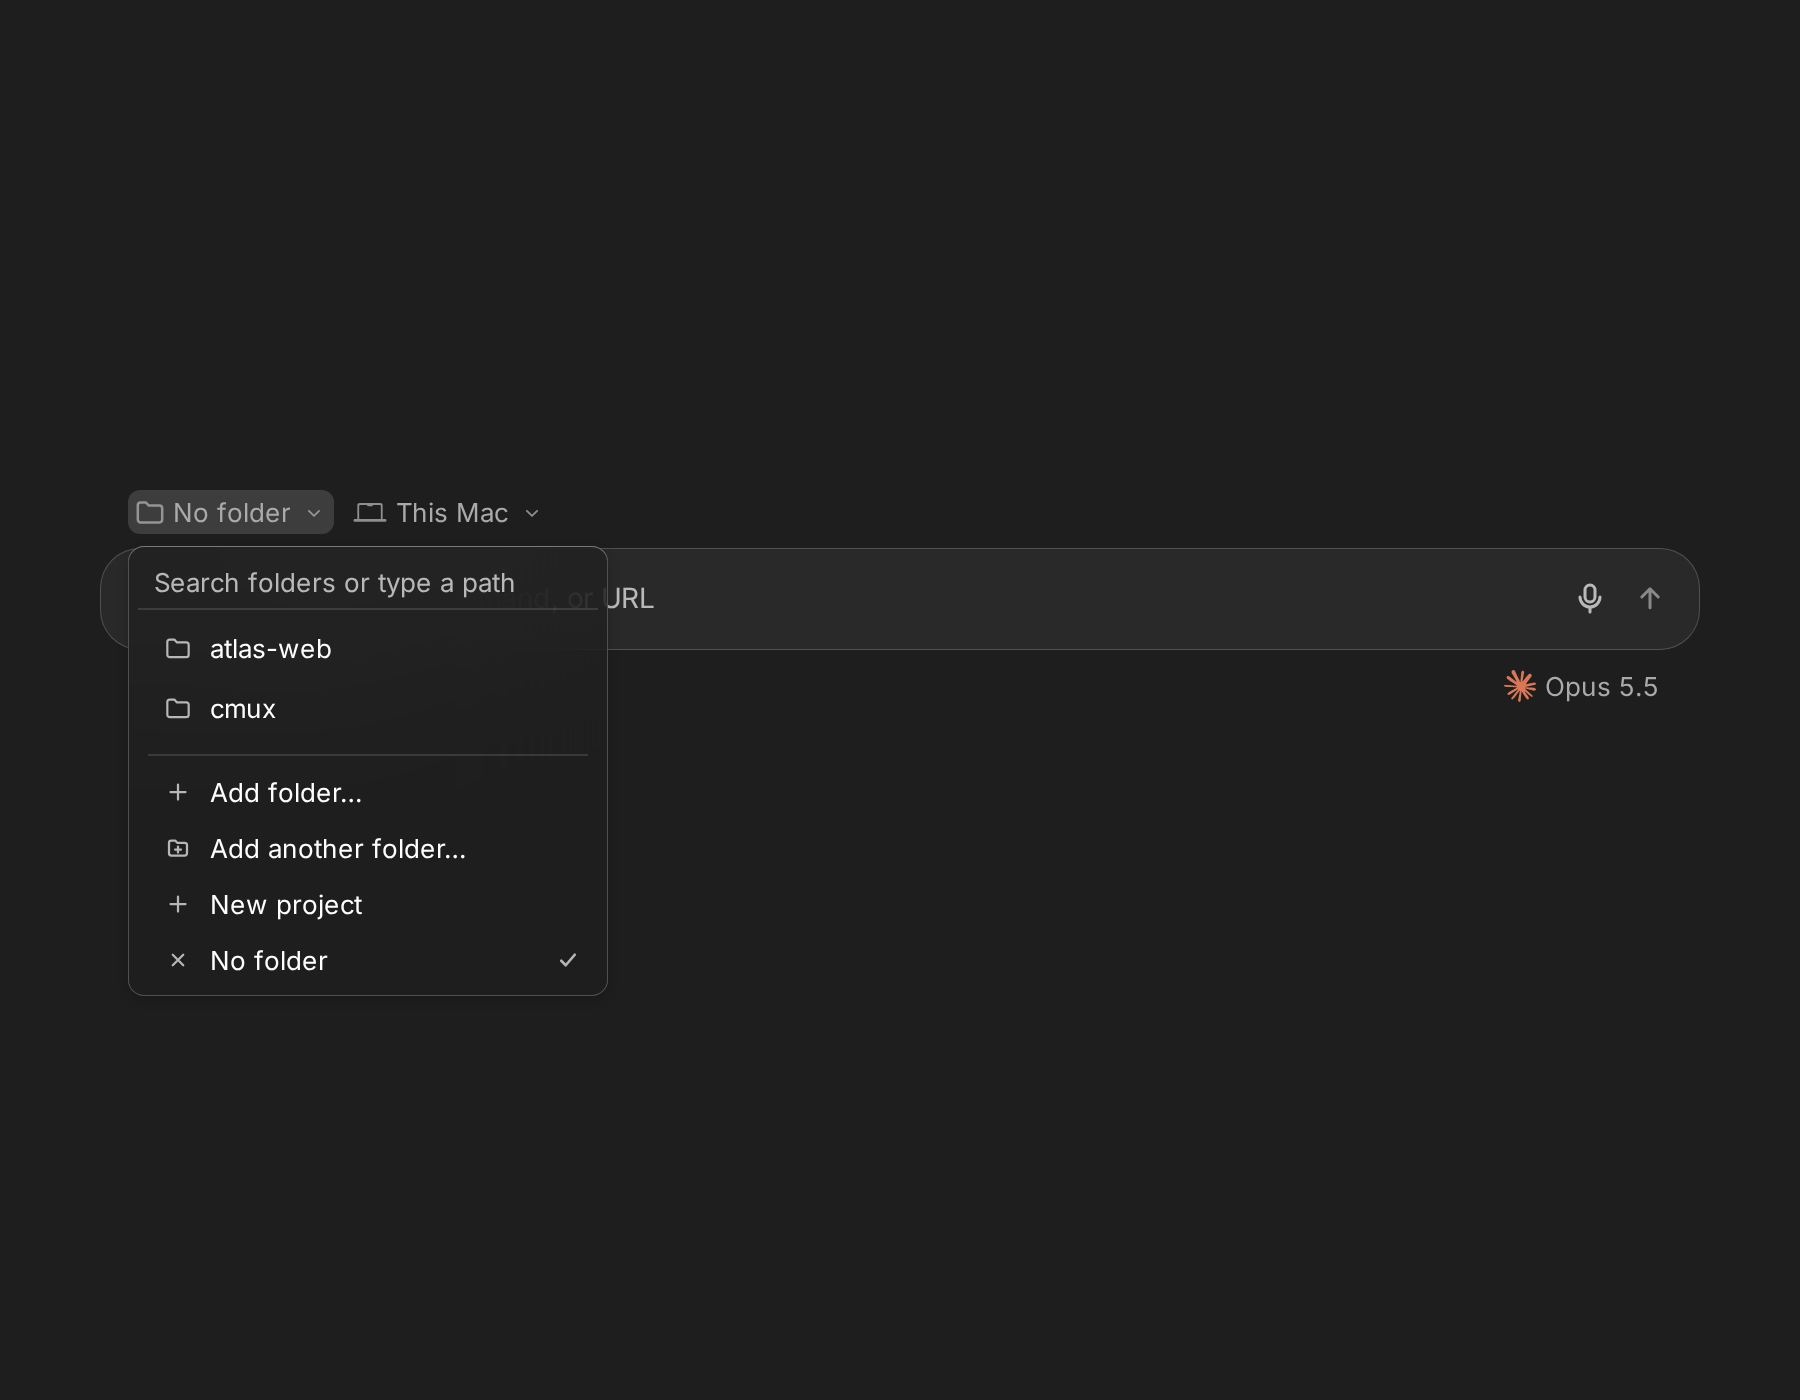 No folder
This Mac
Search folders or type a path
or URL
atlas-web
cmux
Opus 5.5
Add folder...
Add another folder...
New project
No folder